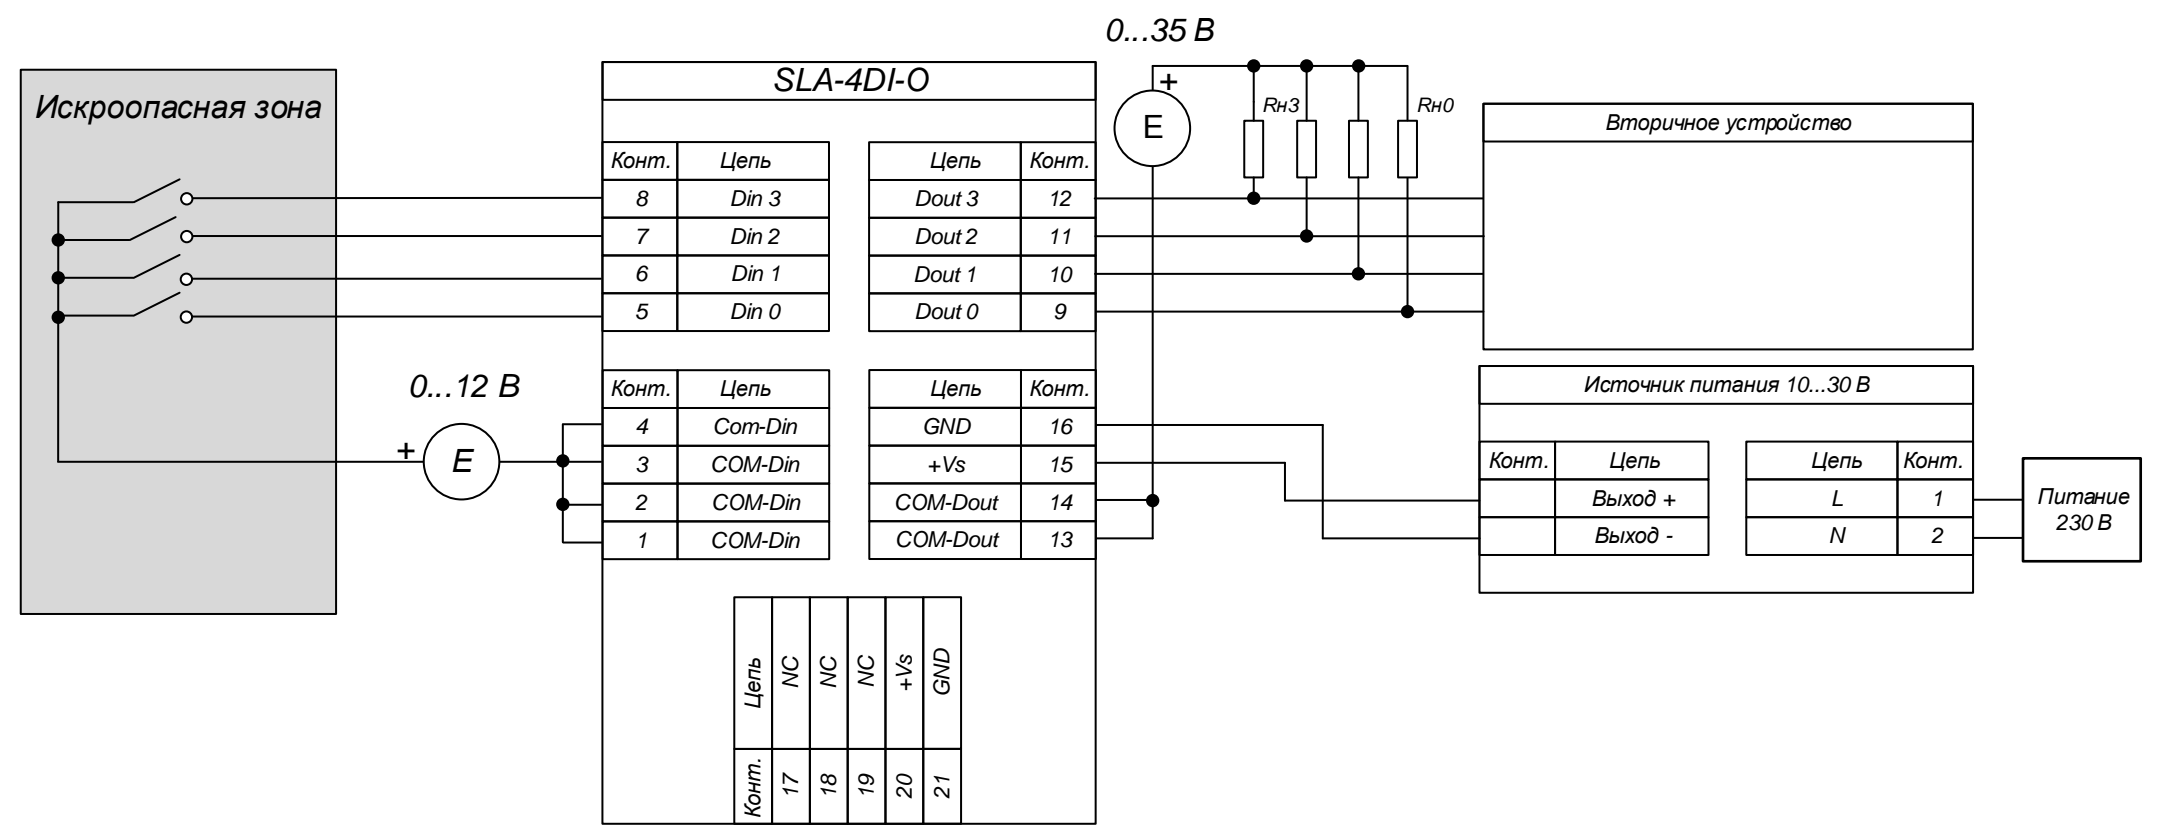 0...35 В
SLA-4DI-O
Искроопасная зона
Rн3
Rн0
E
+
Вторичное устройство
Конт. Цепь
8 Din 3
7 Din 2
6 Din 1
5 Din 0
Цепь Конт.
Dout 3 12
Dout 2 11
Dout 1 10
Dout 0 9
0...12 В
+
E
Конт. Цепь
4 Com-Din
3 COM-Din
2 COM-Din
1 COM-Din
Цепь Конт.
GND 16
+Vs 15
COM-Dout 14
COM-Dout 13
Источник питания 10...30 В
Конт. Цепь
Выход +
Выход -
Цепь Конт.
L 1
N 2
Питание
230 В
Конт. Цепь
17 NC
18 NC
19 NC
20 +Vs
21 GND